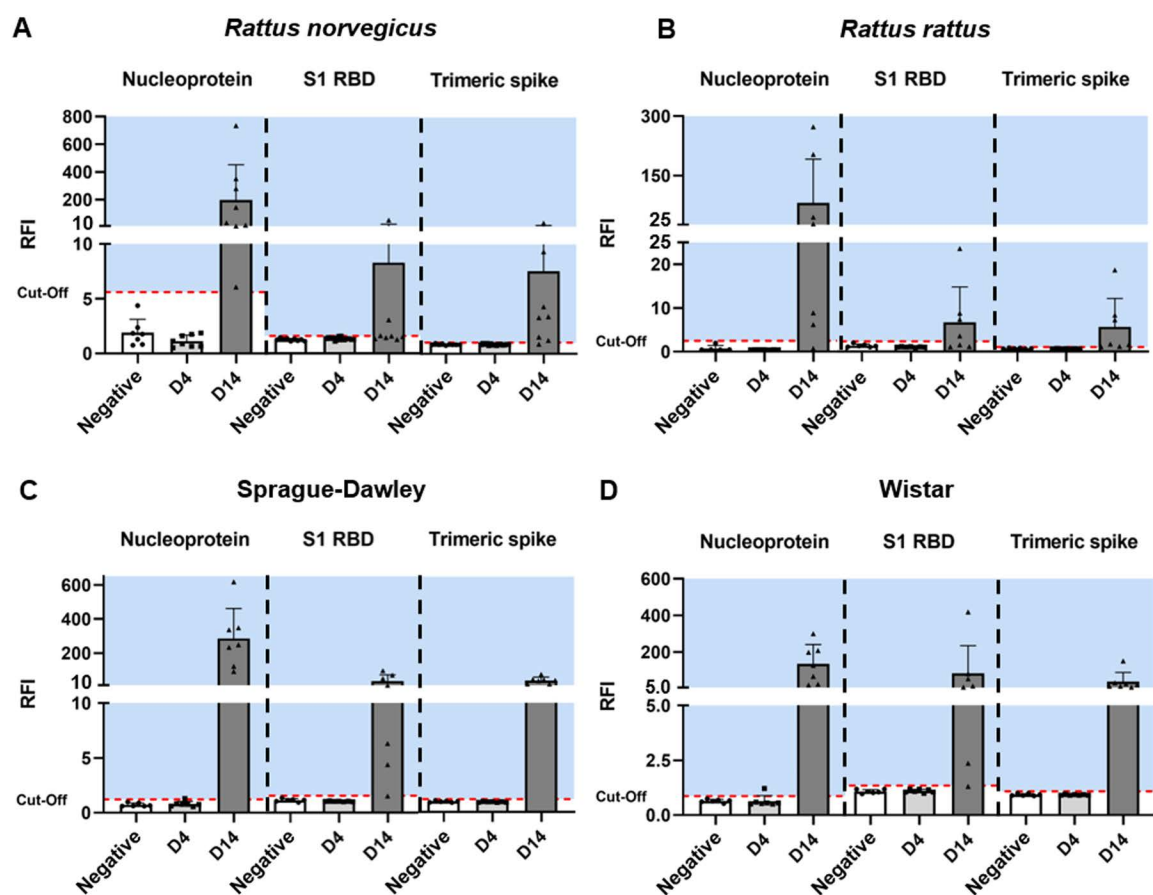 A
Rattus norvegicus
Nucleoprotein S1 RBD Trimeric spike
800
600
400
200
10
10
5
0
RFI
Cut-Off
Negative D4 D14 Negative D4 D14 Negative D4 D14
B
Rattus rattus
Nucleoprotein S1 RBD Trimeric spike
300
150
25
25
20
15
10
5
0
RFI
Cut-Off
Negative D4 D14 Negative D4 D14 Negative D4 D14
C
Sprague-Dawley
Nucleoprotein S1 RBD Trimeric spike
600
400
200
10
10
5
0
RFI
Cut-Off
Negative D4 D14 Negative D4 D14 Negative D4 D14
D
Wistar
Nucleoprotein S1 RBD Trimeric spike
600
400
200
5.0
5.0
2.5
0.0
RFI
Cut-Off
Negative D4 D14 Negative D4 D14 Negative D4 D14